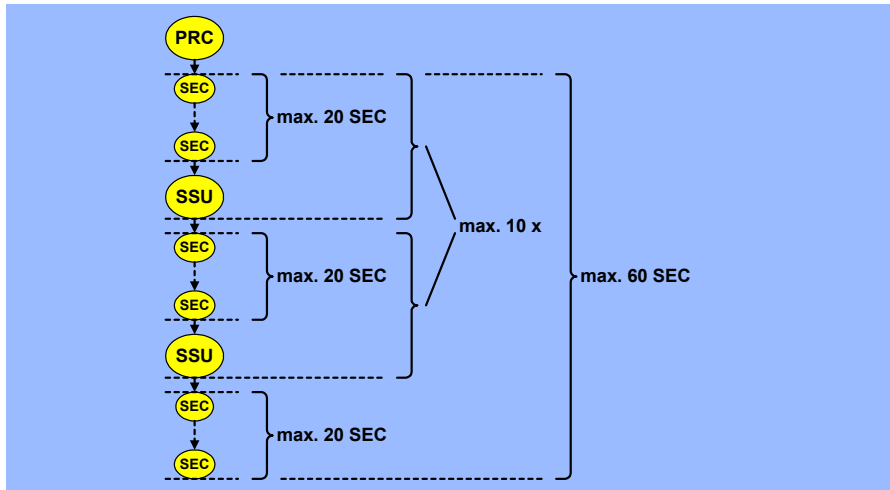 PRC
SEC
max. 20 SEC
SEC
SSU
max. 10 x
SEC
max. 20 SEC
max. 60 SEC
SEC
SSU
SEC
max. 20 SEC
SEC